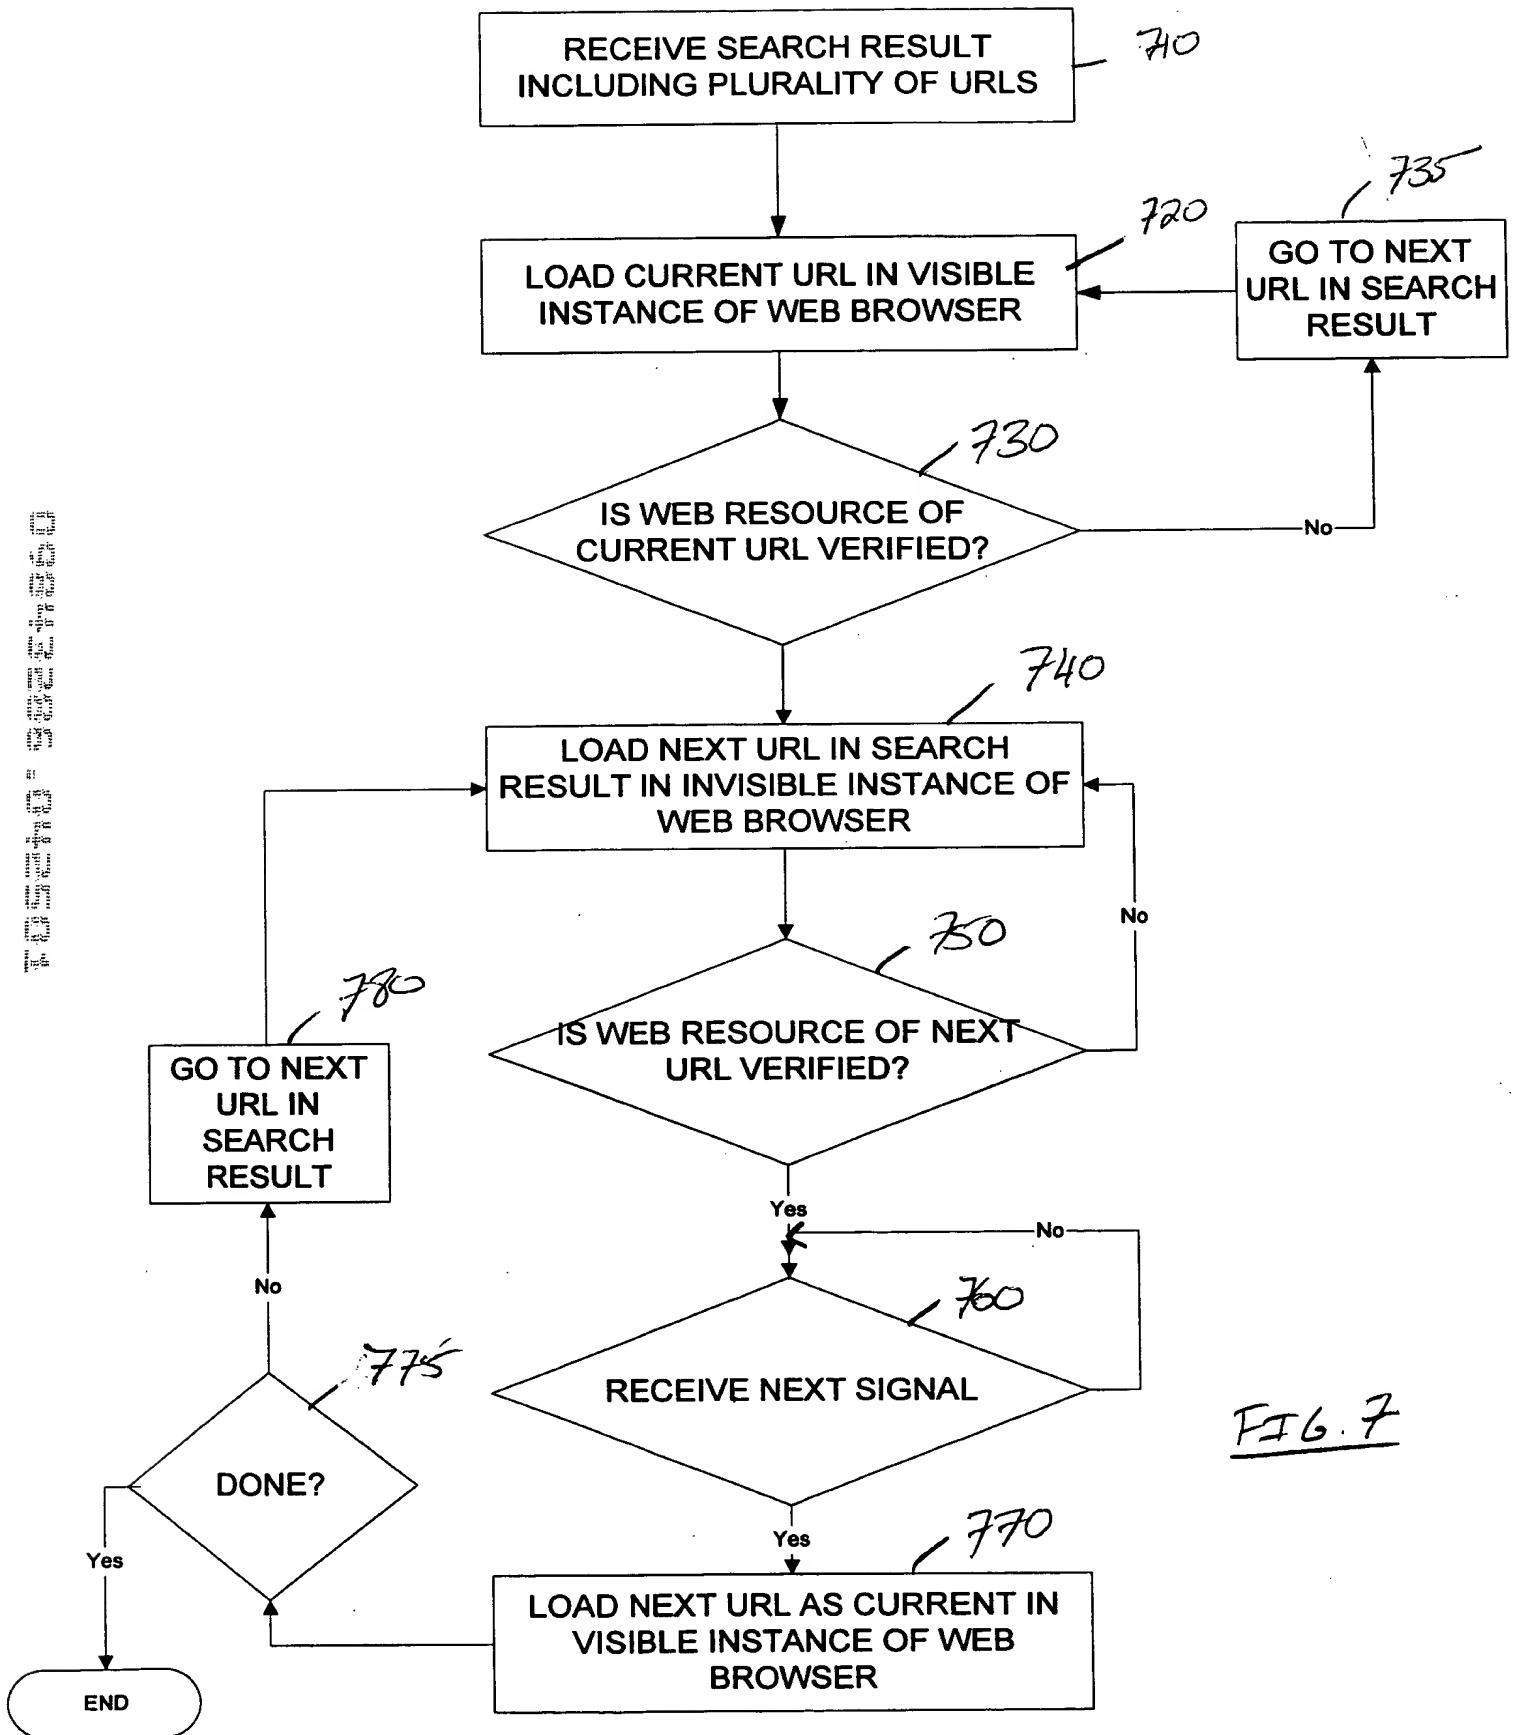 RECEIVE SEARCH RESULT
INCLUDING PLURALITY OF URLS
710
735
720
LOAD CURRENT URL IN VISIBLE
INSTANCE OF WEB BROWSER
GO TO NEXT
URL IN SEARCH
RESULT
730
IS WEB RESOURCE OF
CURRENT URL VERIFIED?
No
740
LOAD NEXT URL IN SEARCH
RESULT IN INVISIBLE INSTANCE OF
WEB BROWSER
No
750
IS WEB RESOURCE OF NEXT
URL VERIFIED?
780
GO TO NEXT
URL IN
SEARCH
RESULT
Yes
No
No
760
RECEIVE NEXT SIGNAL
775
DONE?
FIG. 7
Yes
Yes
770
LOAD NEXT URL AS CURRENT IN
VISIBLE INSTANCE OF WEB
BROWSER
END